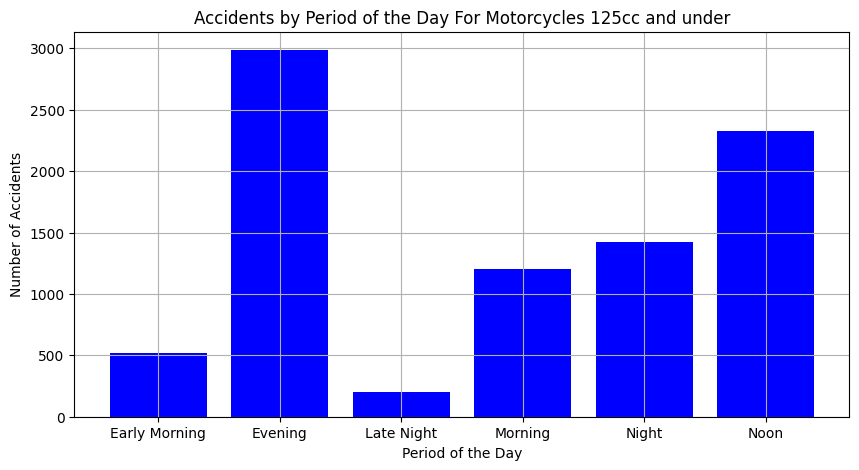 Accidents by Period of the Day For Motorcycles 125cc and under
Number of Accidents
3000
2500
2000
1500
1000
500
0
Early Morning Evening Late Night Morning Night Noon
Period of the Day